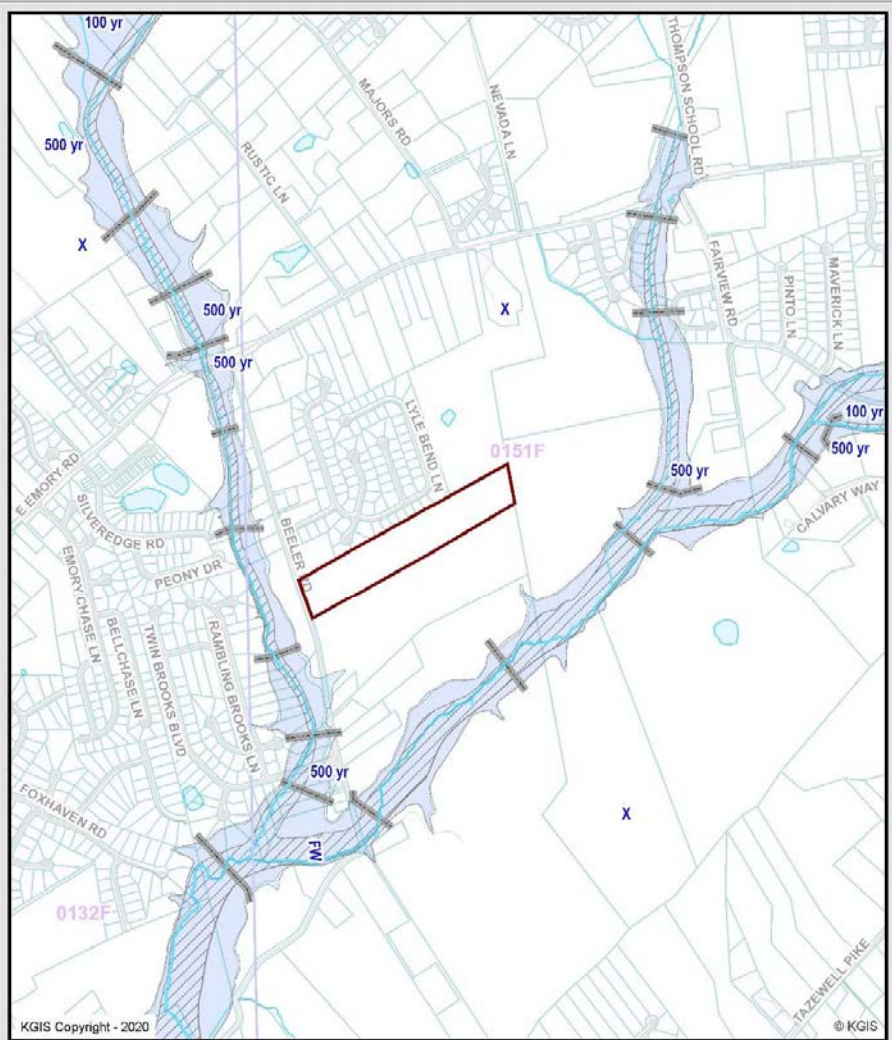 100 yr
THOMPSON SCHOOL RD
MAJORS RD
NEVADA LN
500 yr
RUSTIC LN
X
FAIRVIEW RD
PINTO LN
MAVERICK LN
500 yr
X
500 yr
LYLE BEND LN
100 yr
0151F
500 yr
500 yr
E EMORY RD
SILVEREDGE RD
CALVARY WAY
BEELER RD
PEONY DR
EMORY CHASE LN
BELLCHASE LN
TWIN BROOKS BLVD
RAMBLING BROOKS LN
500 yr
FOXHAVEN RD
X
FW
0132F
TAZEWELL PIKE
KGIS Copyright - 2020
© KGIS